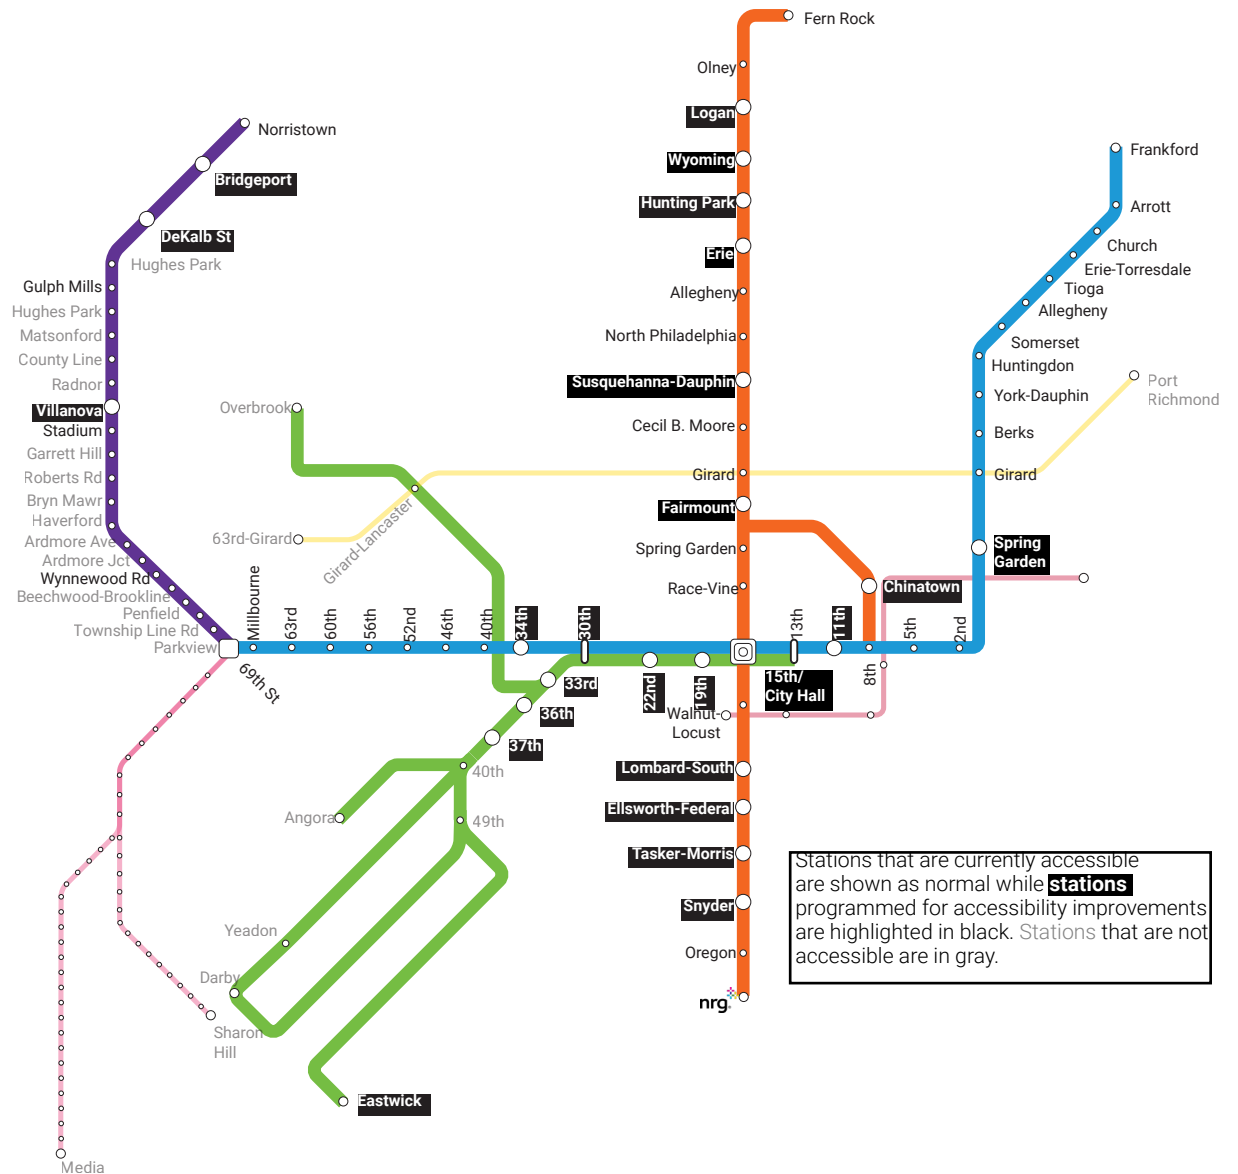 Fern Rock
Olney
Logan
Wyoming
Hunting Park
Erie
Allegheny
North Philadelphia
Susquehanna-Dauphin
Cecil B. Moore
Girard
Fairmount
Spring Garden
Race-Vine
Chinatown
Norristown
Bridgeport
DeKalb St
Hughes Park
Gulph Mills
Hughes Park
Matsonford
County Line
Radnor
Villanova
Stadium
Garrett Hill
Roberts Rd
Bryn Mawr
Haverford
Ardmore Ave
Ardmore Jct
Wynnewood Rd
Beechwood-Brookline
Penfield
Township Line Rd
Parkview
69th St
Frankford
Arrott
Church
Erie-Torresdale
Tioga
Allegheny
Somerset
Huntingdon
York-Dauphin
Berks
Girard
Spring
Garden
Port
Richmond
Overbrook
63rd-Girard
Girard-Lancaster
Millbourne
63rd
60th
56th
52nd
46th
40th
34th
30th
13th
11th
8th
5th
2nd
15th/
City Hall
19th
22nd
33rd
36th
37th
40th
49th
Angora
Yeadon
Darby
Sharon
Hill
Media
Eastwick
Walnut-
Locust
Lombard-South
Ellsworth-Federal
Tasker-Morris
Snyder
Oregon
nrg
Stations that are currently accessible
are shown as normal while stations
programmed for accessibility improvements
are highlighted in black. Stations that are not
accessible are in gray.